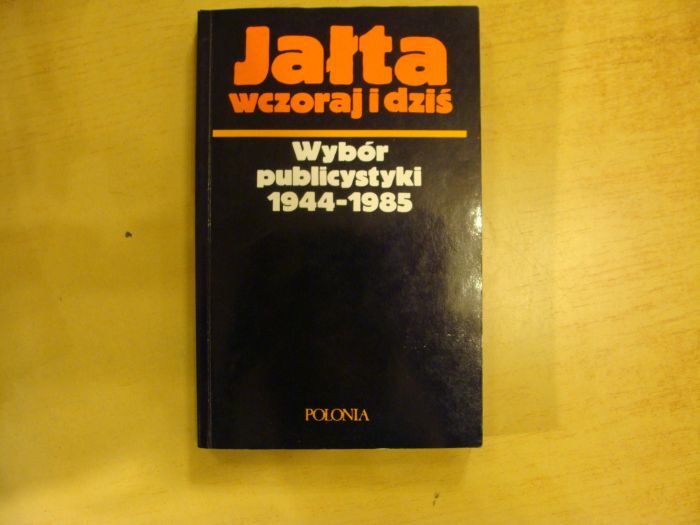 Jałta
wczoraj i dziś
Wybór
publicystyki
1944-1985
POLONIA